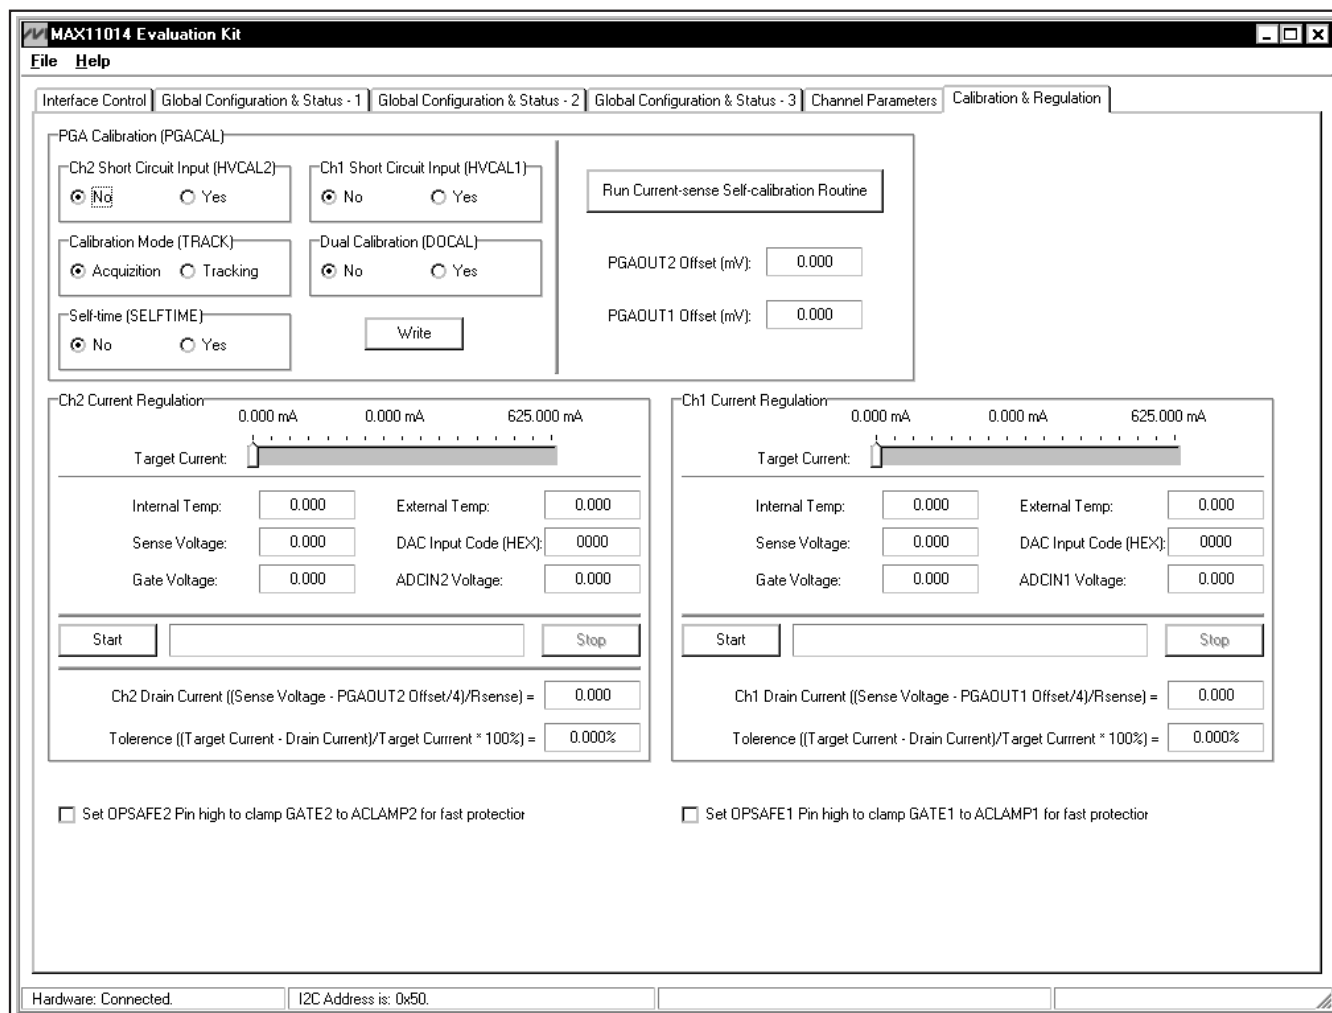 MAX11014 Evaluation Kit
File Help
Interface Control Global Configuration & Status - 1 Global Configuration & Status - 2 Global Configuration & Status - 3 Channel Parameters Calibration & Regulation
PGA Calibration (PGACAL)
Ch2 Short Circuit Input (HVCAL2) Ch1 Short Circuit Input (HVCAL1)
No Yes No Yes
Run Current-sense Self-calibration Routine
Calibration Mode (TRACK) Dual Calibration (DOCAL)
Acquizition Tracking No Yes
PGAOUT2 Offset (mV): 0.000
Self-time (SELFTIME)
PGAOUT1 Offset (mV): 0.000
No Yes
Write
Ch2 Current Regulation
0.000 mA 0.000 mA 625.000 mA
Target Current:
Internal Temp: 0.000 External Temp: 0.000
Sense Voltage: 0.000 DAC Input Code (HEX): 0000
Gate Voltage: 0.000 ADCIN2 Voltage: 0.000
Start Stop
Ch2 Drain Current ((Sense Voltage - PGAOUT2 Offset/4)/Rsense) = 0.000
Tolerence ((Target Current - Drain Current)/Target Currrent * 100%) = 0.000%
Set OPSAFE2 Pin high to clamp GATE2 to ACLAMP2 for fast protection
Ch1 Current Regulation
0.000 mA 0.000 mA 625.000 mA
Target Current:
Internal Temp: 0.000 External Temp: 0.000
Sense Voltage: 0.000 DAC Input Code (HEX): 0000
Gate Voltage: 0.000 ADCIN1 Voltage: 0.000
Start Stop
Ch1 Drain Current ((Sense Voltage - PGAOUT1 Offset/4)/Rsense) = 0.000
Tolerence ((Target Current - Drain Current)/Target Currrent * 100%) = 0.000%
Set OPSAFE1 Pin high to clamp GATE1 to ACLAMP1 for fast protection
Hardware: Connected. I2C Address is: 0x50.